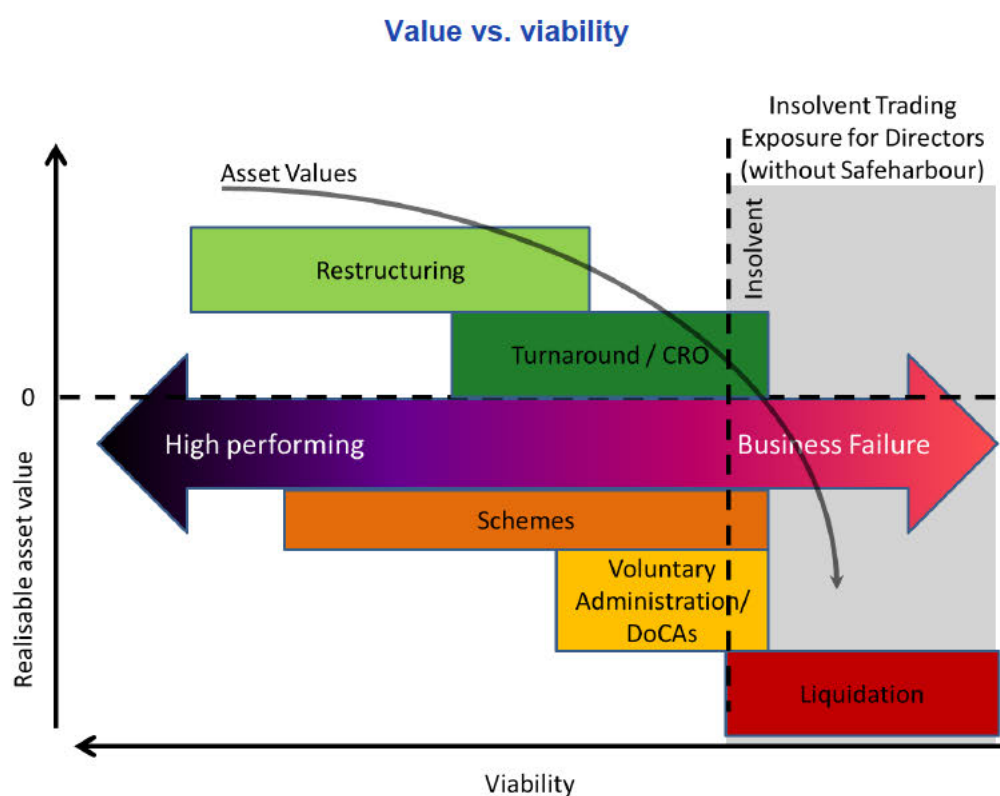 Value vs. viability
Insolvent Trading
Exposure for Directors
(without Safeharbour)
Asset Values
Insolvent
Restructuring
Turnaround / CRO
0
High performing
Business Failure
Schemes
Voluntary
Administration/
DoCAs
Liquidation
Realisable asset value
Viability